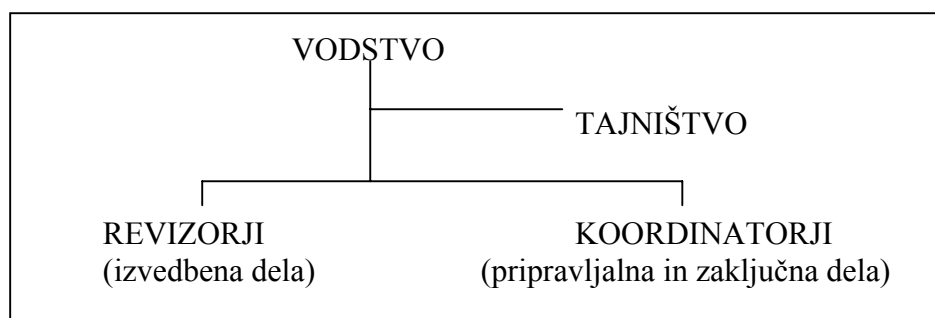 VODSTVO
TAJNIŠTVO
REVIZORJI
(izvedbena dela)
KOORDINATORJI
(pripravljalna in zaključna dela)